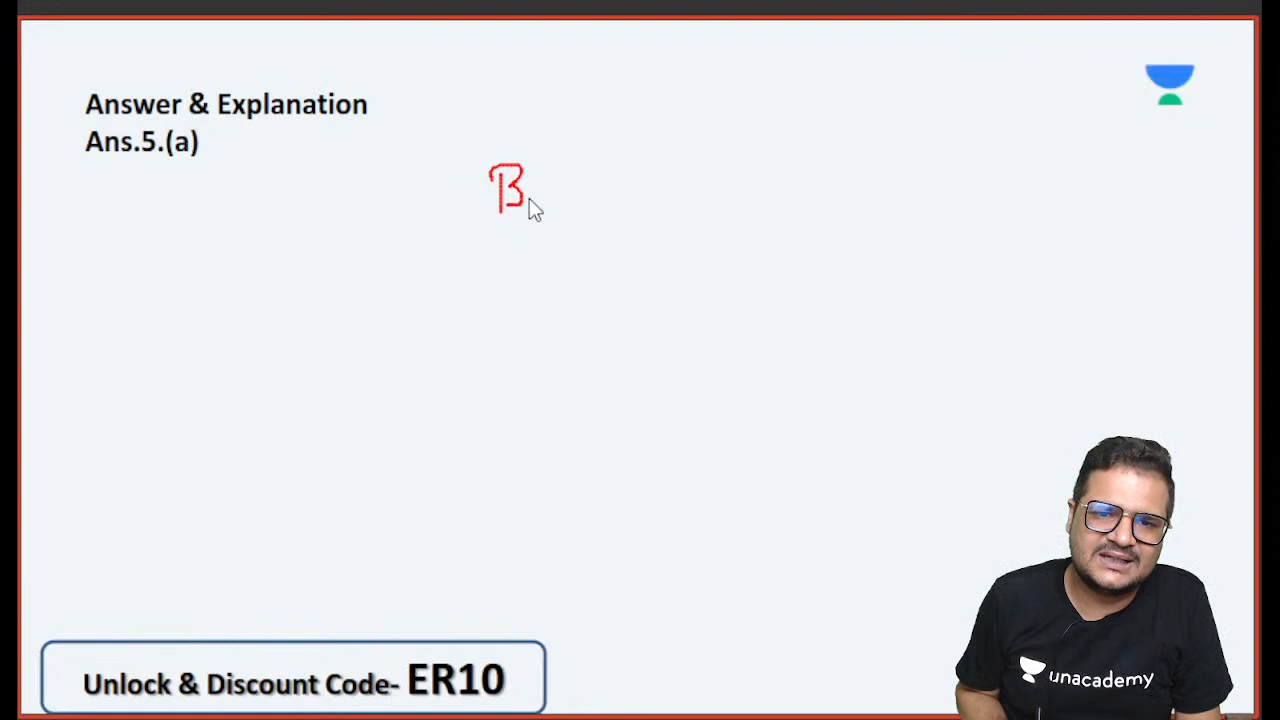 Answer & Explanation
Ans.5.(a)
B
Unlock & Discount Code- ER10
unacademy